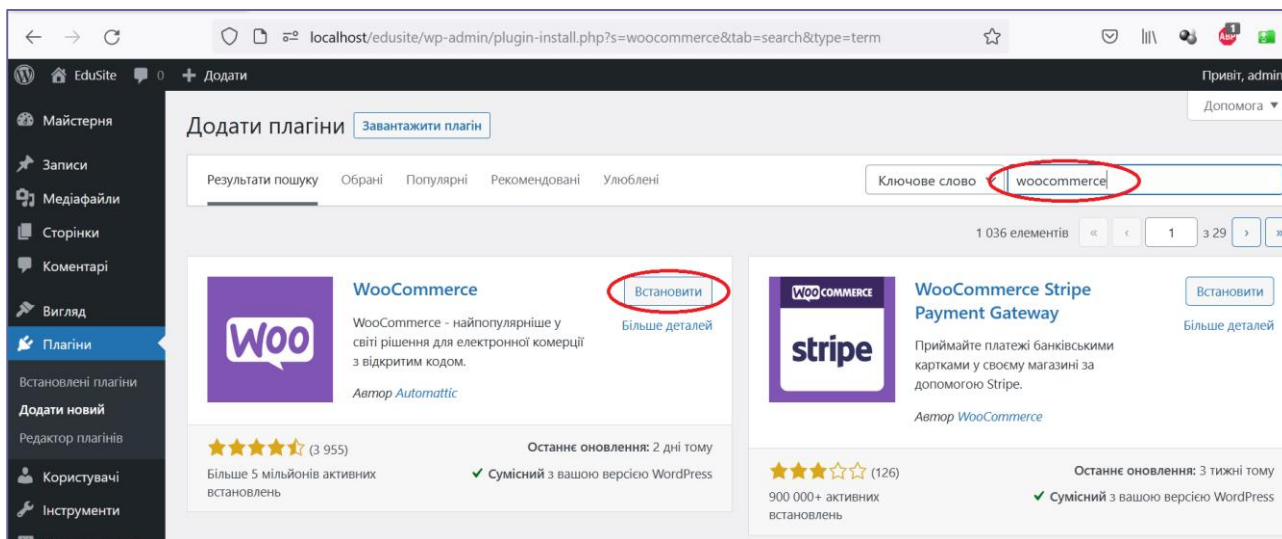 localhost/edusite/wp-admin/plugin-install.php?s=woocommerce&tab=search&type=term
ABP 1
EduSite 0 + Додати Привіт, admin
Допомога ▼
Майстерня
Записи
Медіафайли
Сторінки
Коментарі
Вигляд
Плагіни
Встановлені плагіни
Додати новий
Редактор плагінів
Користувачі
Інструменти
Додати плагіни Завантажити плагін
Результати пошуку Обрані Популярні Рекомендовані Улюблені Ключове слово woocommerce
1 036 елементів « ‹ 1 з 29 › »
WOO
WooCommerce
Встановити
Більше деталей
WooCommerce - найпопулярніше у
світі рішення для електронної комерції
з відкритим кодом.
Автор Automattic
(3 955)
Більше 5 мільйонів активних
встановлень
Останнє оновлення: 2 дні тому
✔ Сумісний з вашою версією WordPress
WOO COMMERCE
stripe
WooCommerce Stripe
Payment Gateway
Встановити
Більше деталей
Приймайте платежі банківськими
картками у своєму магазині за
допомогою Stripe.
Автор WooCommerce
(126)
900 000+ активних
встановлень
Останнє оновлення: 3 тижні тому
✔ Сумісний з вашою версією WordPress